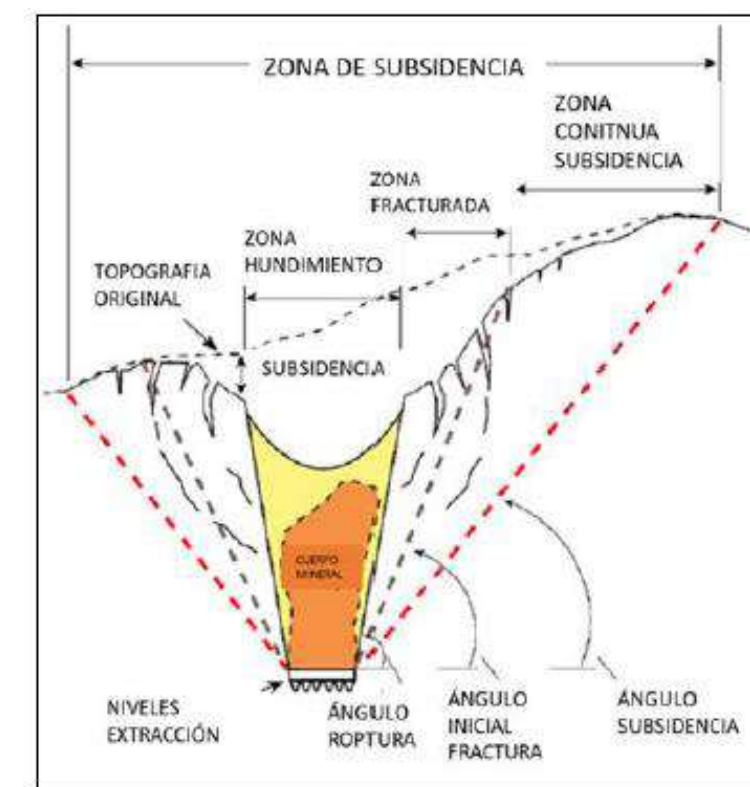 ZONA DE SUBSIDENCIA
ZONA
CONITNUA
SUBSIDENCIA
ZONA
FRACTURADA
ZONA
HUNDIMIENTO
TOPOGRAFIA
ORIGINAL
SUBSIDENCIA
CUERPO
MINERAL
NIVELES
EXTRACCIÓN
ÁNGULO
ROPTURA
ÁNGULO
INICIAL
FRACTURA
ÁNGULO
SUBSIDENCIA